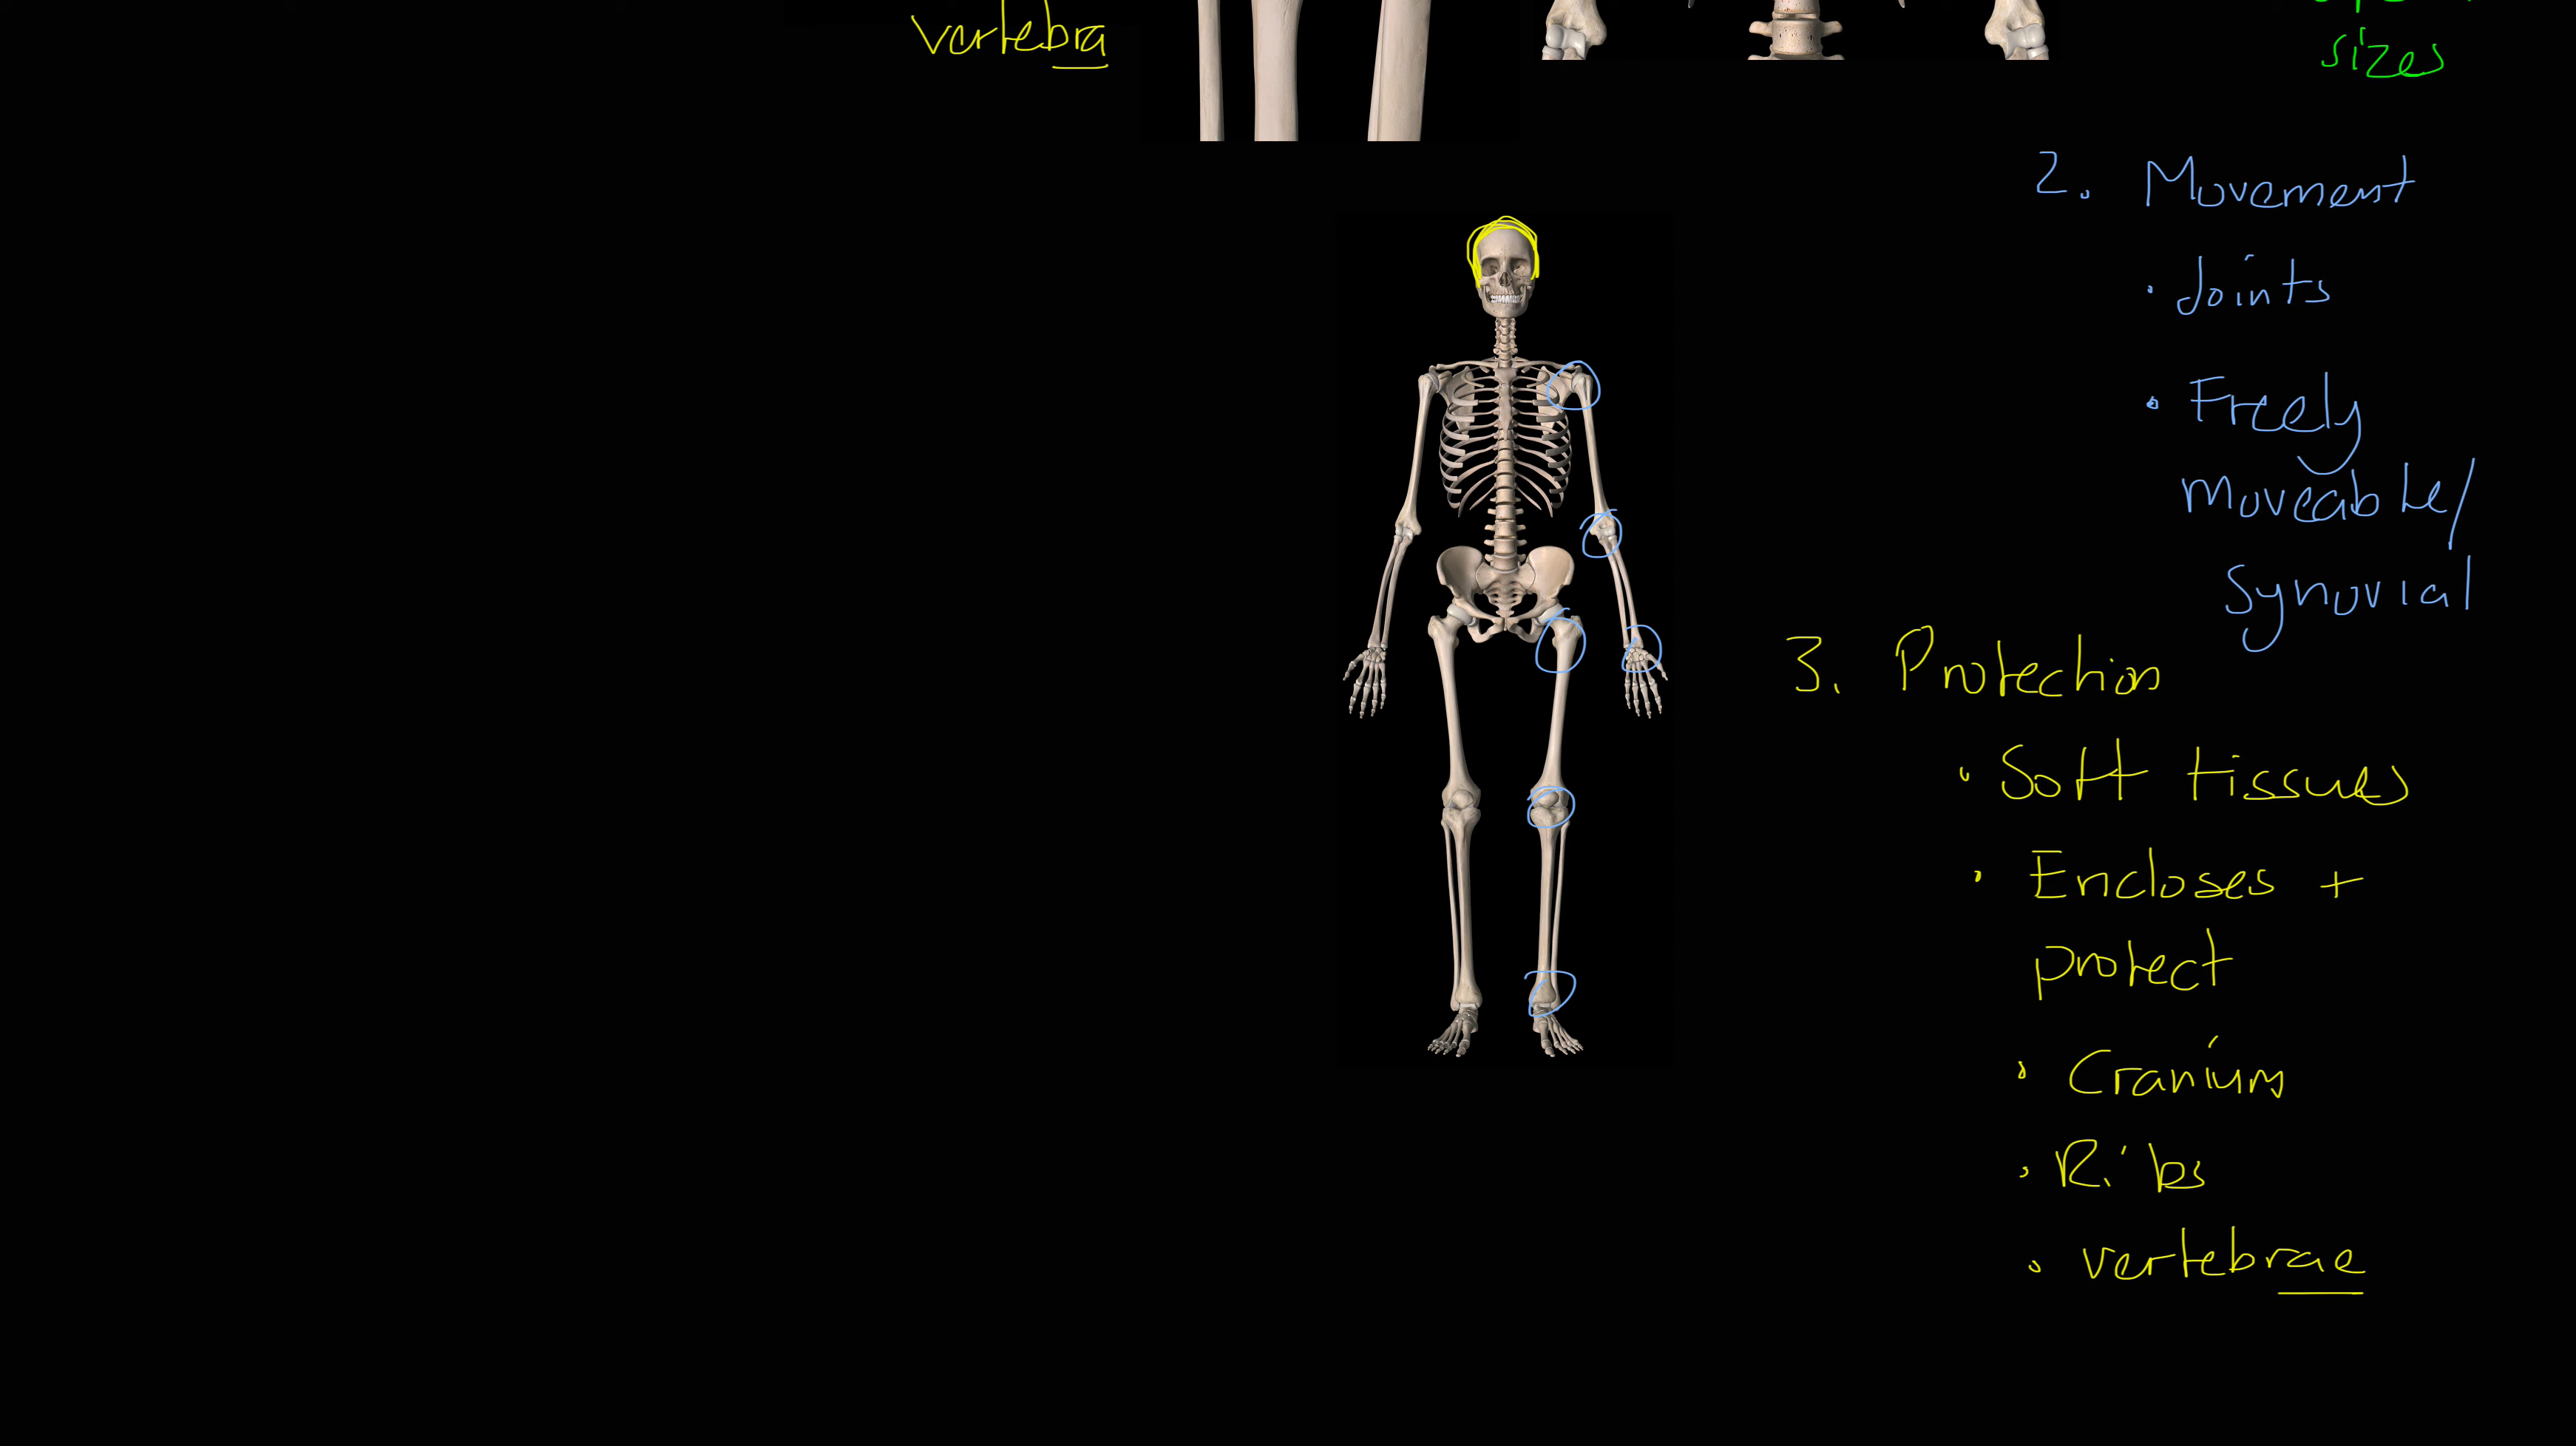 vertebra
sizes
2. Movement
• Joints
• Freely
moveable/
synovial
3. Protection
• Soft tissues
• Encloses +
protect
• Cranium
• Ribs
• vertebrae